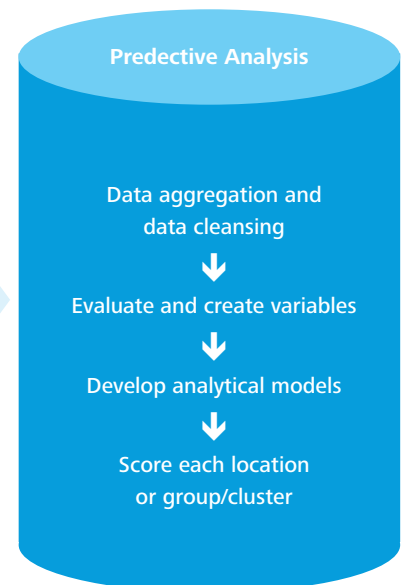 Predective Analysis
Data aggregation and
data cleansing
Evaluate and create variables
Develop analytical models
Score each location
or group/cluster